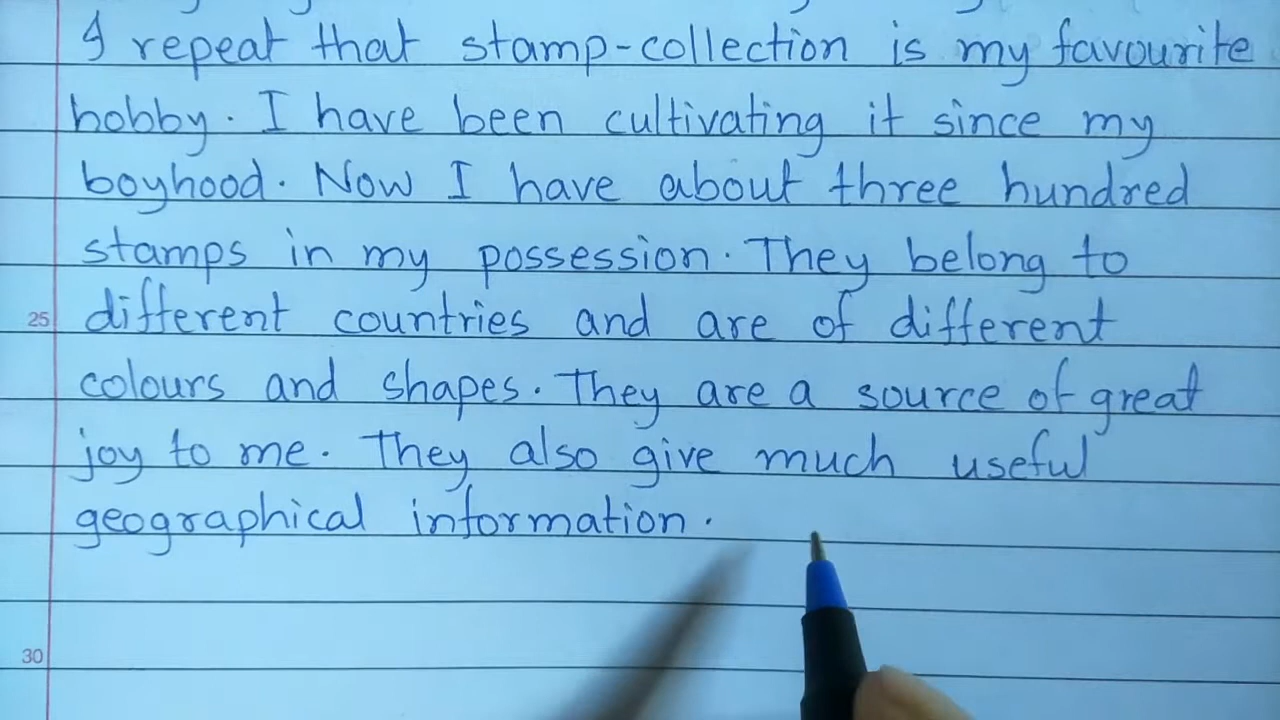 I repeat that stamp-collection is my favourite
hobby. I have been cultivating it since my
boyhood. Now I have about three hundred
stamps in my possession. They belong to
25 different countries and are of different
colours and shapes. They are a source of great
joy to me. They also give much useful
geographical information.
30